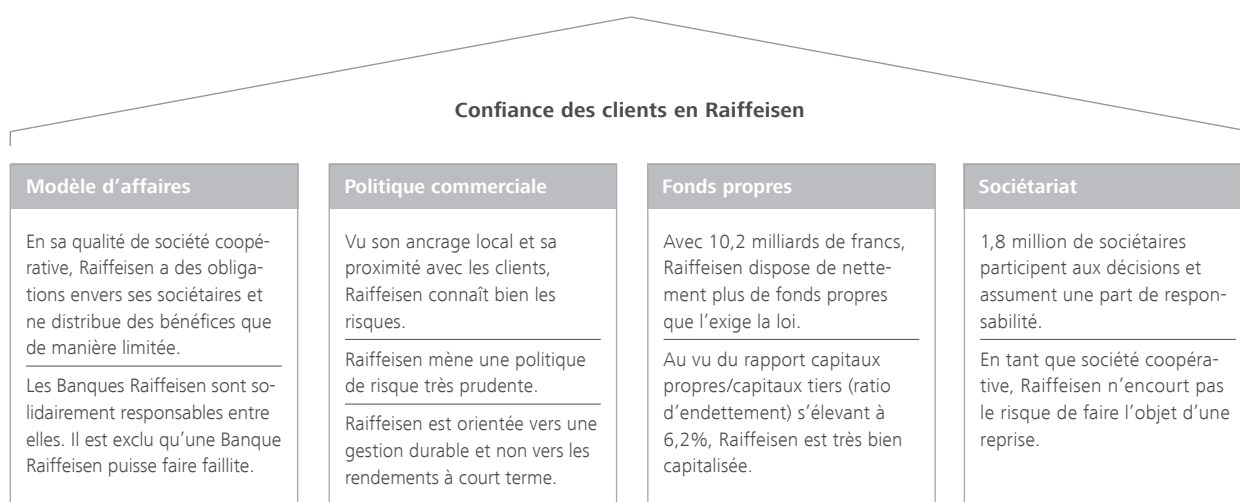 Confiance des clients en Raiffeisen
Modèle d’affaires
En sa qualité de société coopé-
rative, Raiffeisen a des obliga-
tions envers ses sociétaires et
ne distribue des bénéfices que
de manière limitée.
Les Banques Raiffeisen sont so-
lidairement responsables entre
elles. Il est exclu qu’une Banque
Raiffeisen puisse faire faillite.
Politique commerciale
Vu son ancrage local et sa
proximité avec les clients,
Raiffeisen connaît bien les
risques.
Raiffeisen mène une politique
de risque très prudente.
Raiffeisen est orientée vers une
gestion durable et non vers les
rendements à court terme.
Fonds propres
Avec 10,2 milliards de francs,
Raiffeisen dispose de nette-
ment plus de fonds propres
que l’exige la loi.
Au vu du rapport capitaux
propres/capitaux tiers (ratio
d’endettement) s’élevant à
6,2%, Raiffeisen est très bien
capitalisée.
Sociétariat
1,8 million de sociétaires
participent aux décisions et
assument une part de respon-
sabilité.
En tant que société coopéra-
tive, Raiffeisen n’encourt pas
le risque de faire l’objet d’une
reprise.